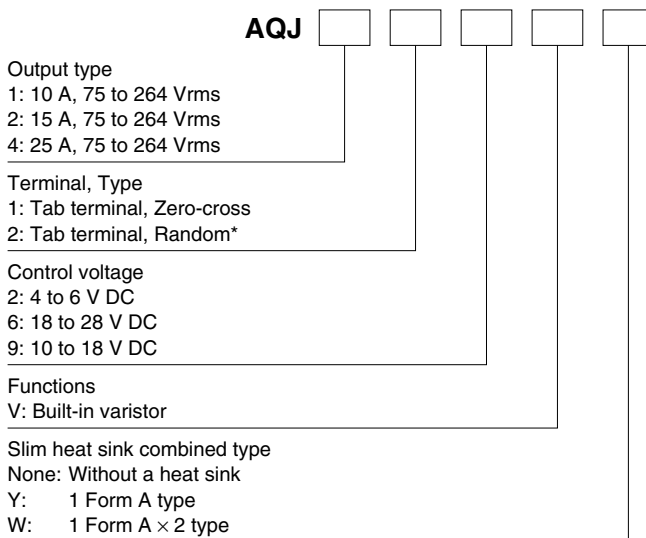 AQJ
Output type
1: 10 A, 75 to 264 Vrms
2: 15 A, 75 to 264 Vrms
4: 25 A, 75 to 264 Vrms
Terminal, Type
1: Tab terminal, Zero-cross
2: Tab terminal, Random*
Control voltage
2: 4 to 6 V DC
6: 18 to 28 V DC
9: 10 to 18 V DC
Functions
V: Built-in varistor
Slim heat sink combined type
None: Without a heat sink
Y: 1 Form A type
W: 1 Form A × 2 type